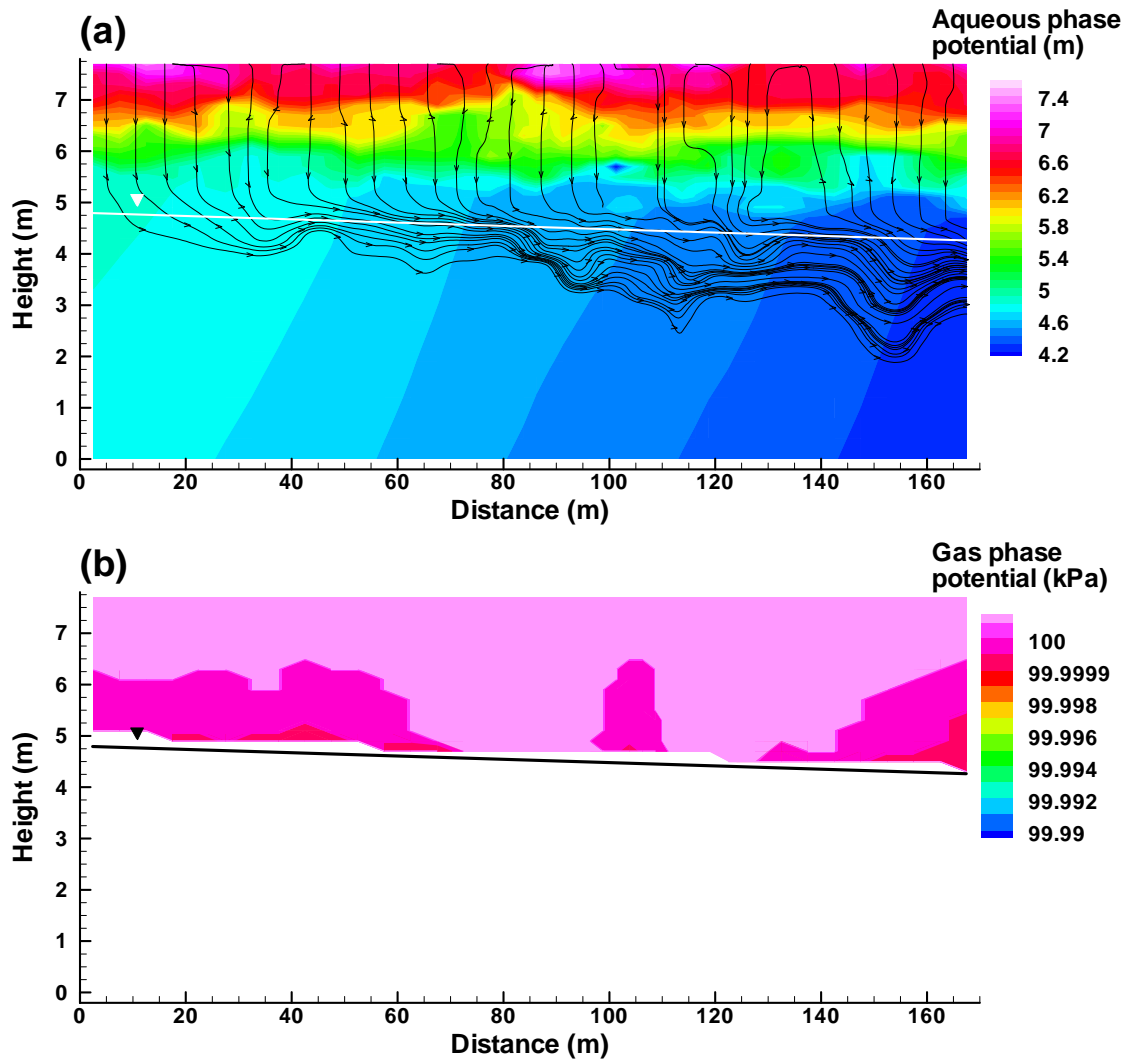 (a)
Aqueous phase
potential (m)
7.4
7
6.6
6.2
5.8
5.4
5
4.6
4.2
Height (m)
7
6
5
4
3
2
1
0
0 20 40 60 80 100 120 140 160
Distance (m)
(b)
Gas phase
potential (kPa)
100
99.9999
99.998
99.996
99.994
99.992
99.99
Height (m)
7
6
5
4
3
2
1
0
0 20 40 60 80 100 120 140 160
Distance (m)